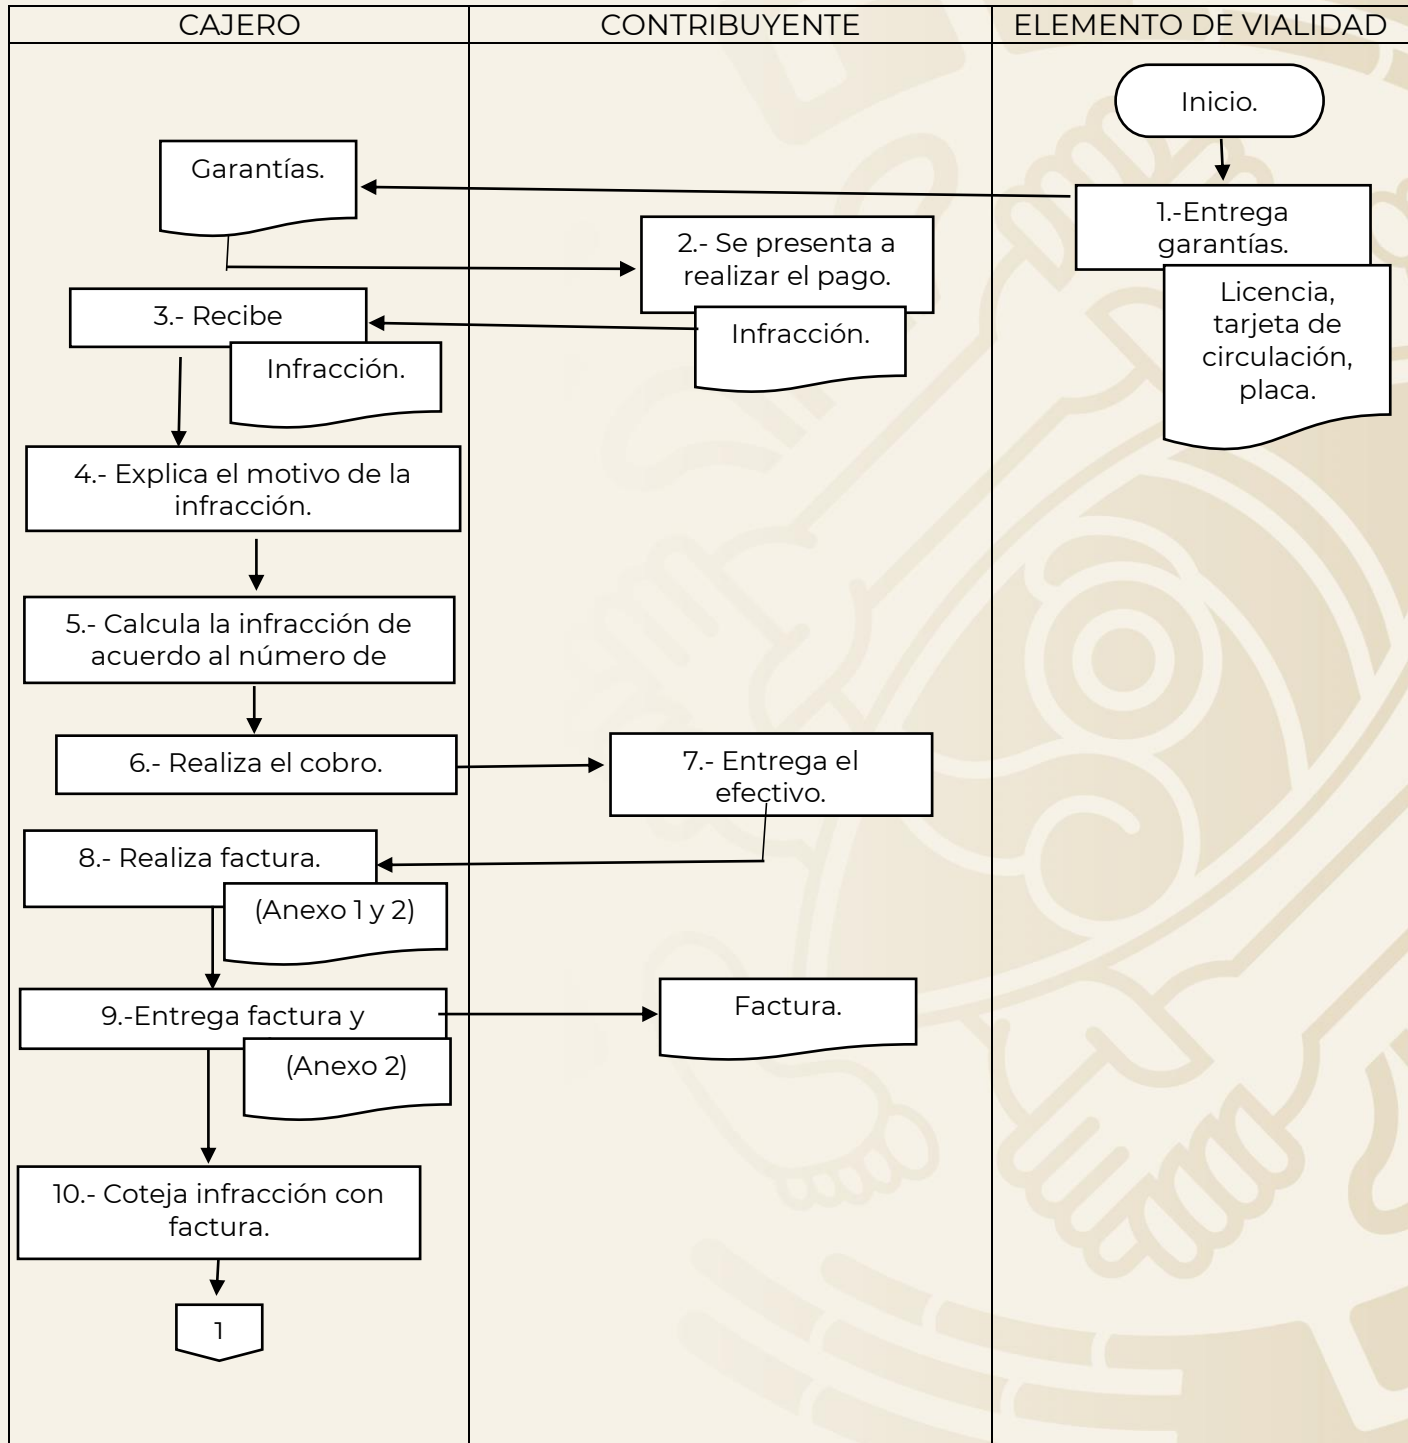 CAJERO
CONTRIBUYENTE
ELEMENTO DE VIALIDAD
Inicio.
Garantías.
1.-Entrega
garantías.
Licencia,
tarjeta de
circulación,
placa.
2.- Se presenta a
realizar el pago.
Infracción.
3.- Recibe
Infracción.
4.- Explica el motivo de la
infracción.
5.- Calcula la infracción de
acuerdo al número de
6.- Realiza el cobro.
7.- Entrega el
efectivo.
8.- Realiza factura.
(Anexo 1 y 2)
9.-Entrega factura y
(Anexo 2)
Factura.
10.- Coteja infracción con
factura.
1